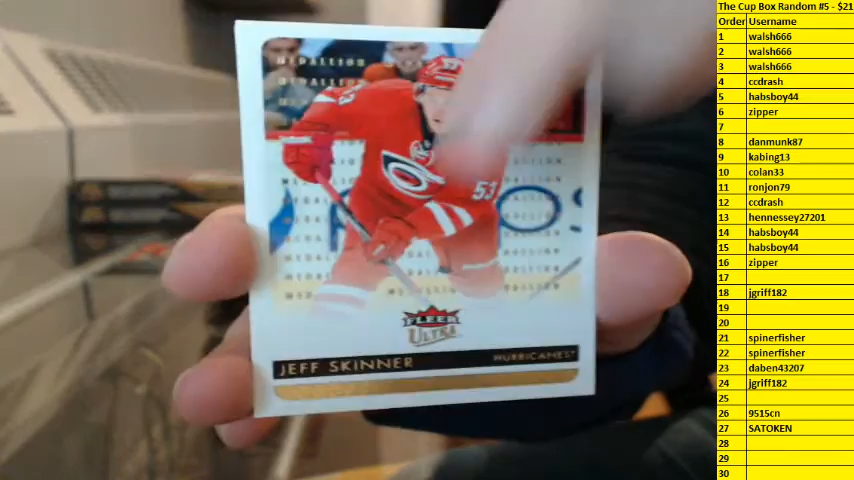 The Cup Box Random #5 - $21
Order Username
1 walsh666
2 walsh666
3 walsh666
4 ccdrash
5 habsboy44
6 zipper
7
8 danmunk87
9 kabing13
10 colan33
11 ronjon79
12 ccdrash
13 hennessey27201
14 habsboy44
15 habsboy44
16 zipper
17
18 jgriff182
19
20
21 spinerfisher
22 spinerfisher
23 daben43207
24 jgriff182
25
26 9515cn
27 SATOKEN
28
29
30
MEDALLION
MEDALLION
53
FLEER
ULTRA
JEFF SKINNER HURRICANES